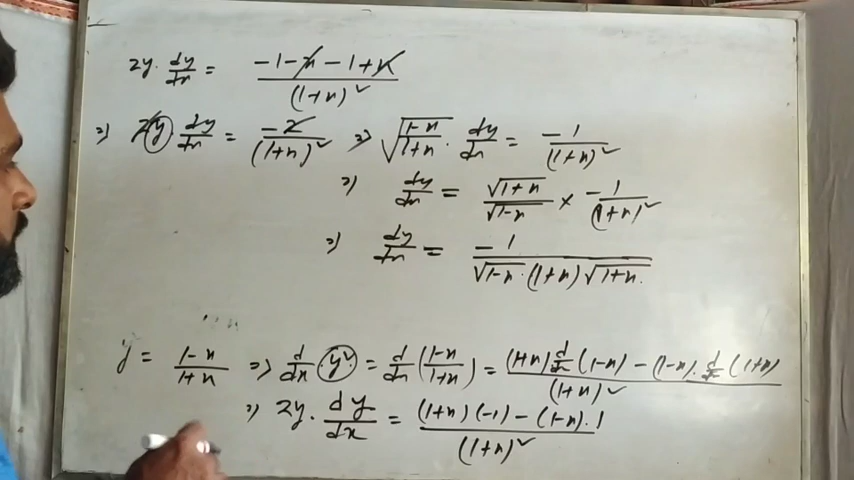 2y · dy/dx = (-1 - x - 1 + x)/(1+x)²
⇒ 2y dy/dx = -2/(1+x)² ⇒ √(1-x)/(1+x) · dy/dx = -1/(1+x)²
⇒ dy/dx = √(1+x)/√(1-x) × -1/(1+x)²
⇒ dy/dx = -1/(√(1-x) · (1+x) √(1+x))
y = (1-x)/(1+x) ⇒ d/dx (y²) = d/dx ((1-x)/(1+x)) = ((1+x) d/dx (1-x) - (1-x) · d/dx (1+x))/(1+x)²
⇒ 2y · dy/dx = ((1+x)(-1) - (1-x) · 1)/(1+x)²